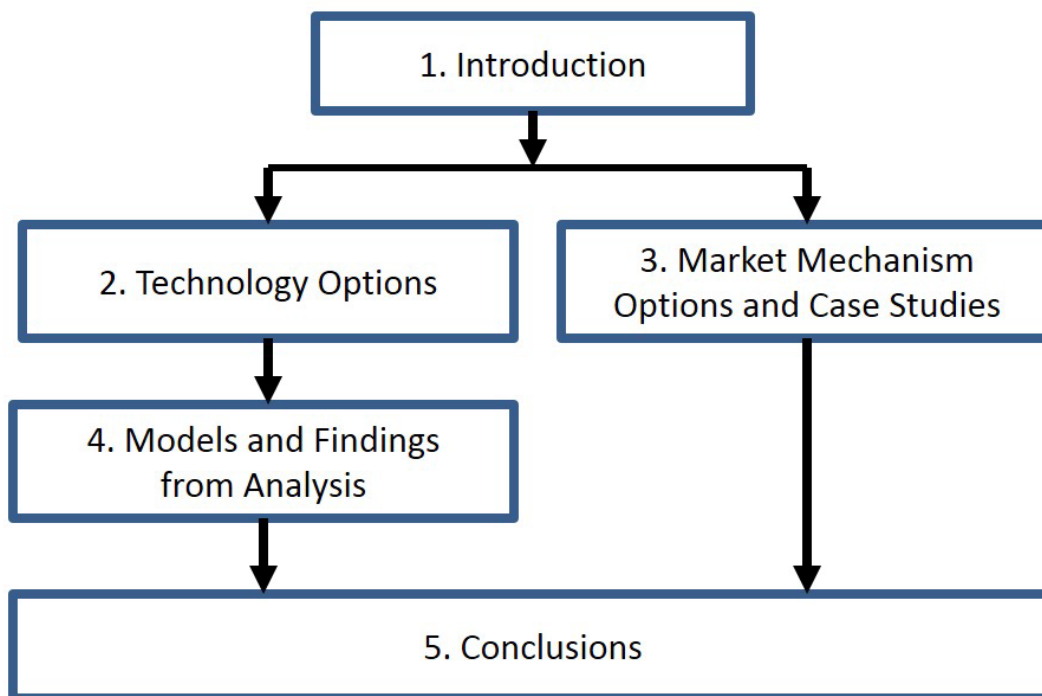 1. Introduction
2. Technology Options
3. Market Mechanism
Options and Case Studies
4. Models and Findings
from Analysis
5. Conclusions